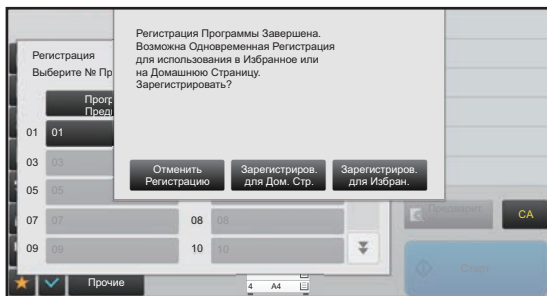 Регистрация Программы Завершена.
Возможна Одновременная Регистрация
для использования в Избранное или
на Домашнюю Страницу.
Зарегистрировать?
Отменить Регистрацию
Зарегистриров. для Дом. Стр.
Зарегистриров. для Избран.
Регистрация
Выберите № Пр
Прогр
Предв
01 01
03 03
05 05
07 07 08 08
09 09 10 10
Предварит.
CA
Старт
Прочие
4 A4